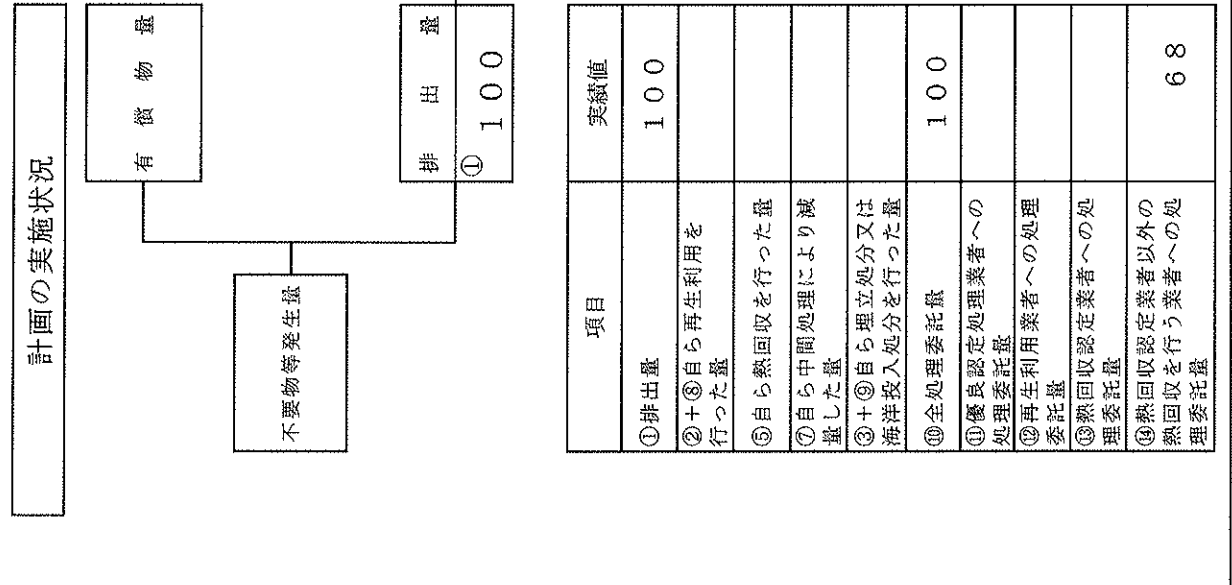 計画の実施状況
有償物量
不要物等発生量
排出量
①
100
項目 実績値
①排出量 100
②+⑧自ら再生利用を
行った量
⑤自ら熱回収を行った量
⑦自ら中間処理により減
量した量
③+⑨自ら埋立処分又は
海洋投入処分を行った量
⑩全処理委託量 100
⑪優良認定処理業者への
処理委託量
⑫再生利用業者への処理
委託量
⑬熱回収認定業者への処
理委託量
⑭熱回収認定業者以外の
熱回収を行う業者への処
理委託量 68